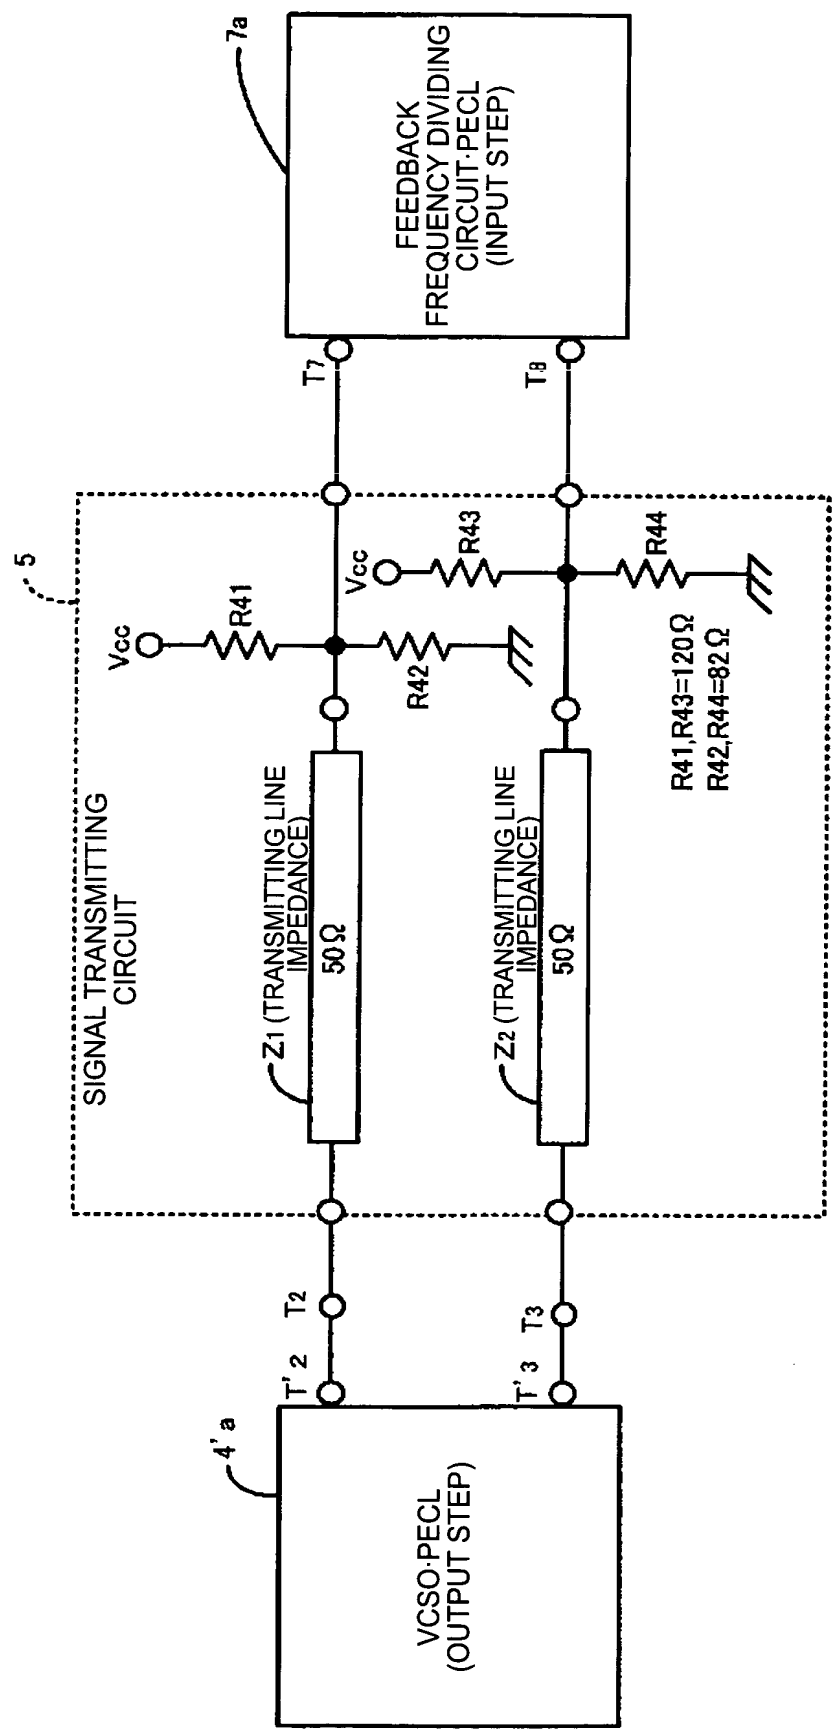 SIGNAL TRANSMITTING
CIRCUIT
5
4'a
VCSO·PECL
(OUTPUT STEP)
T'2
T2
T'3
T3
Z1 (TRANSMITTING LINE
IMPEDANCE)
50Ω
Z2 (TRANSMITTING LINE
IMPEDANCE)
50Ω
Vcc
R41
R42
Vcc
R43
R44
R41,R43=120Ω
R42,R44=82Ω
T7
T8
7a
FEEDBACK
FREQUENCY DIVIDING
CIRCUIT·PECL
(INPUT STEP)